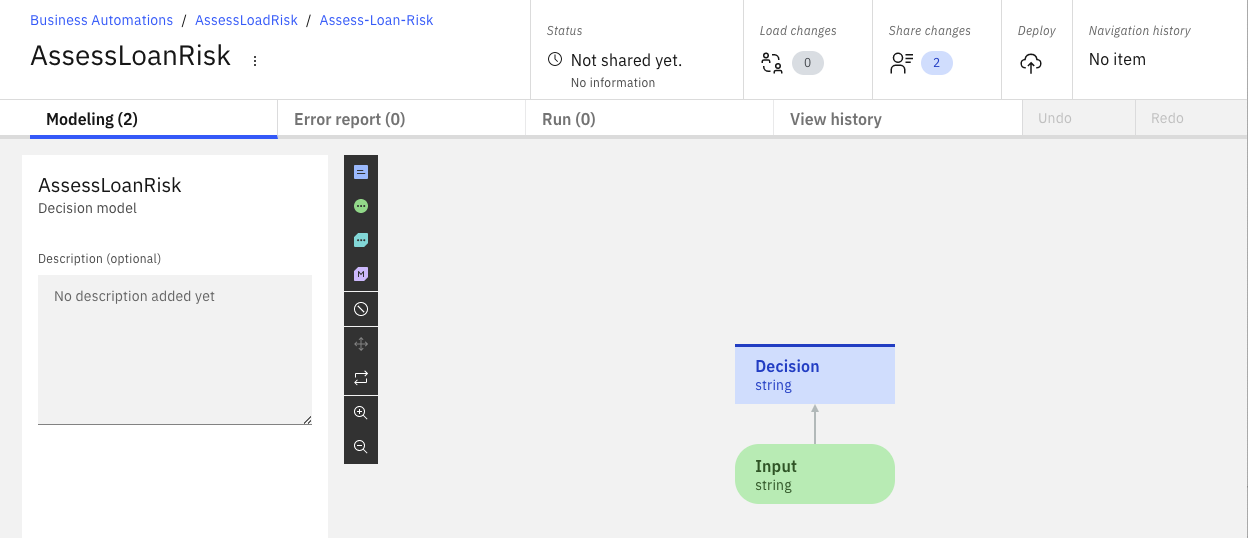 Business Automations / AssessLoadRisk / Assess-Loan-Risk
AssessLoanRisk
Status
Not shared yet.
No information
Load changes
0
Share changes
2
Deploy
Navigation history
No item
Modeling (2)
Error report (0)
Run (0)
View history
Undo
Redo
AssessLoanRisk
Decision model
Description (optional)
No description added yet
M
Decision
string
Input
string